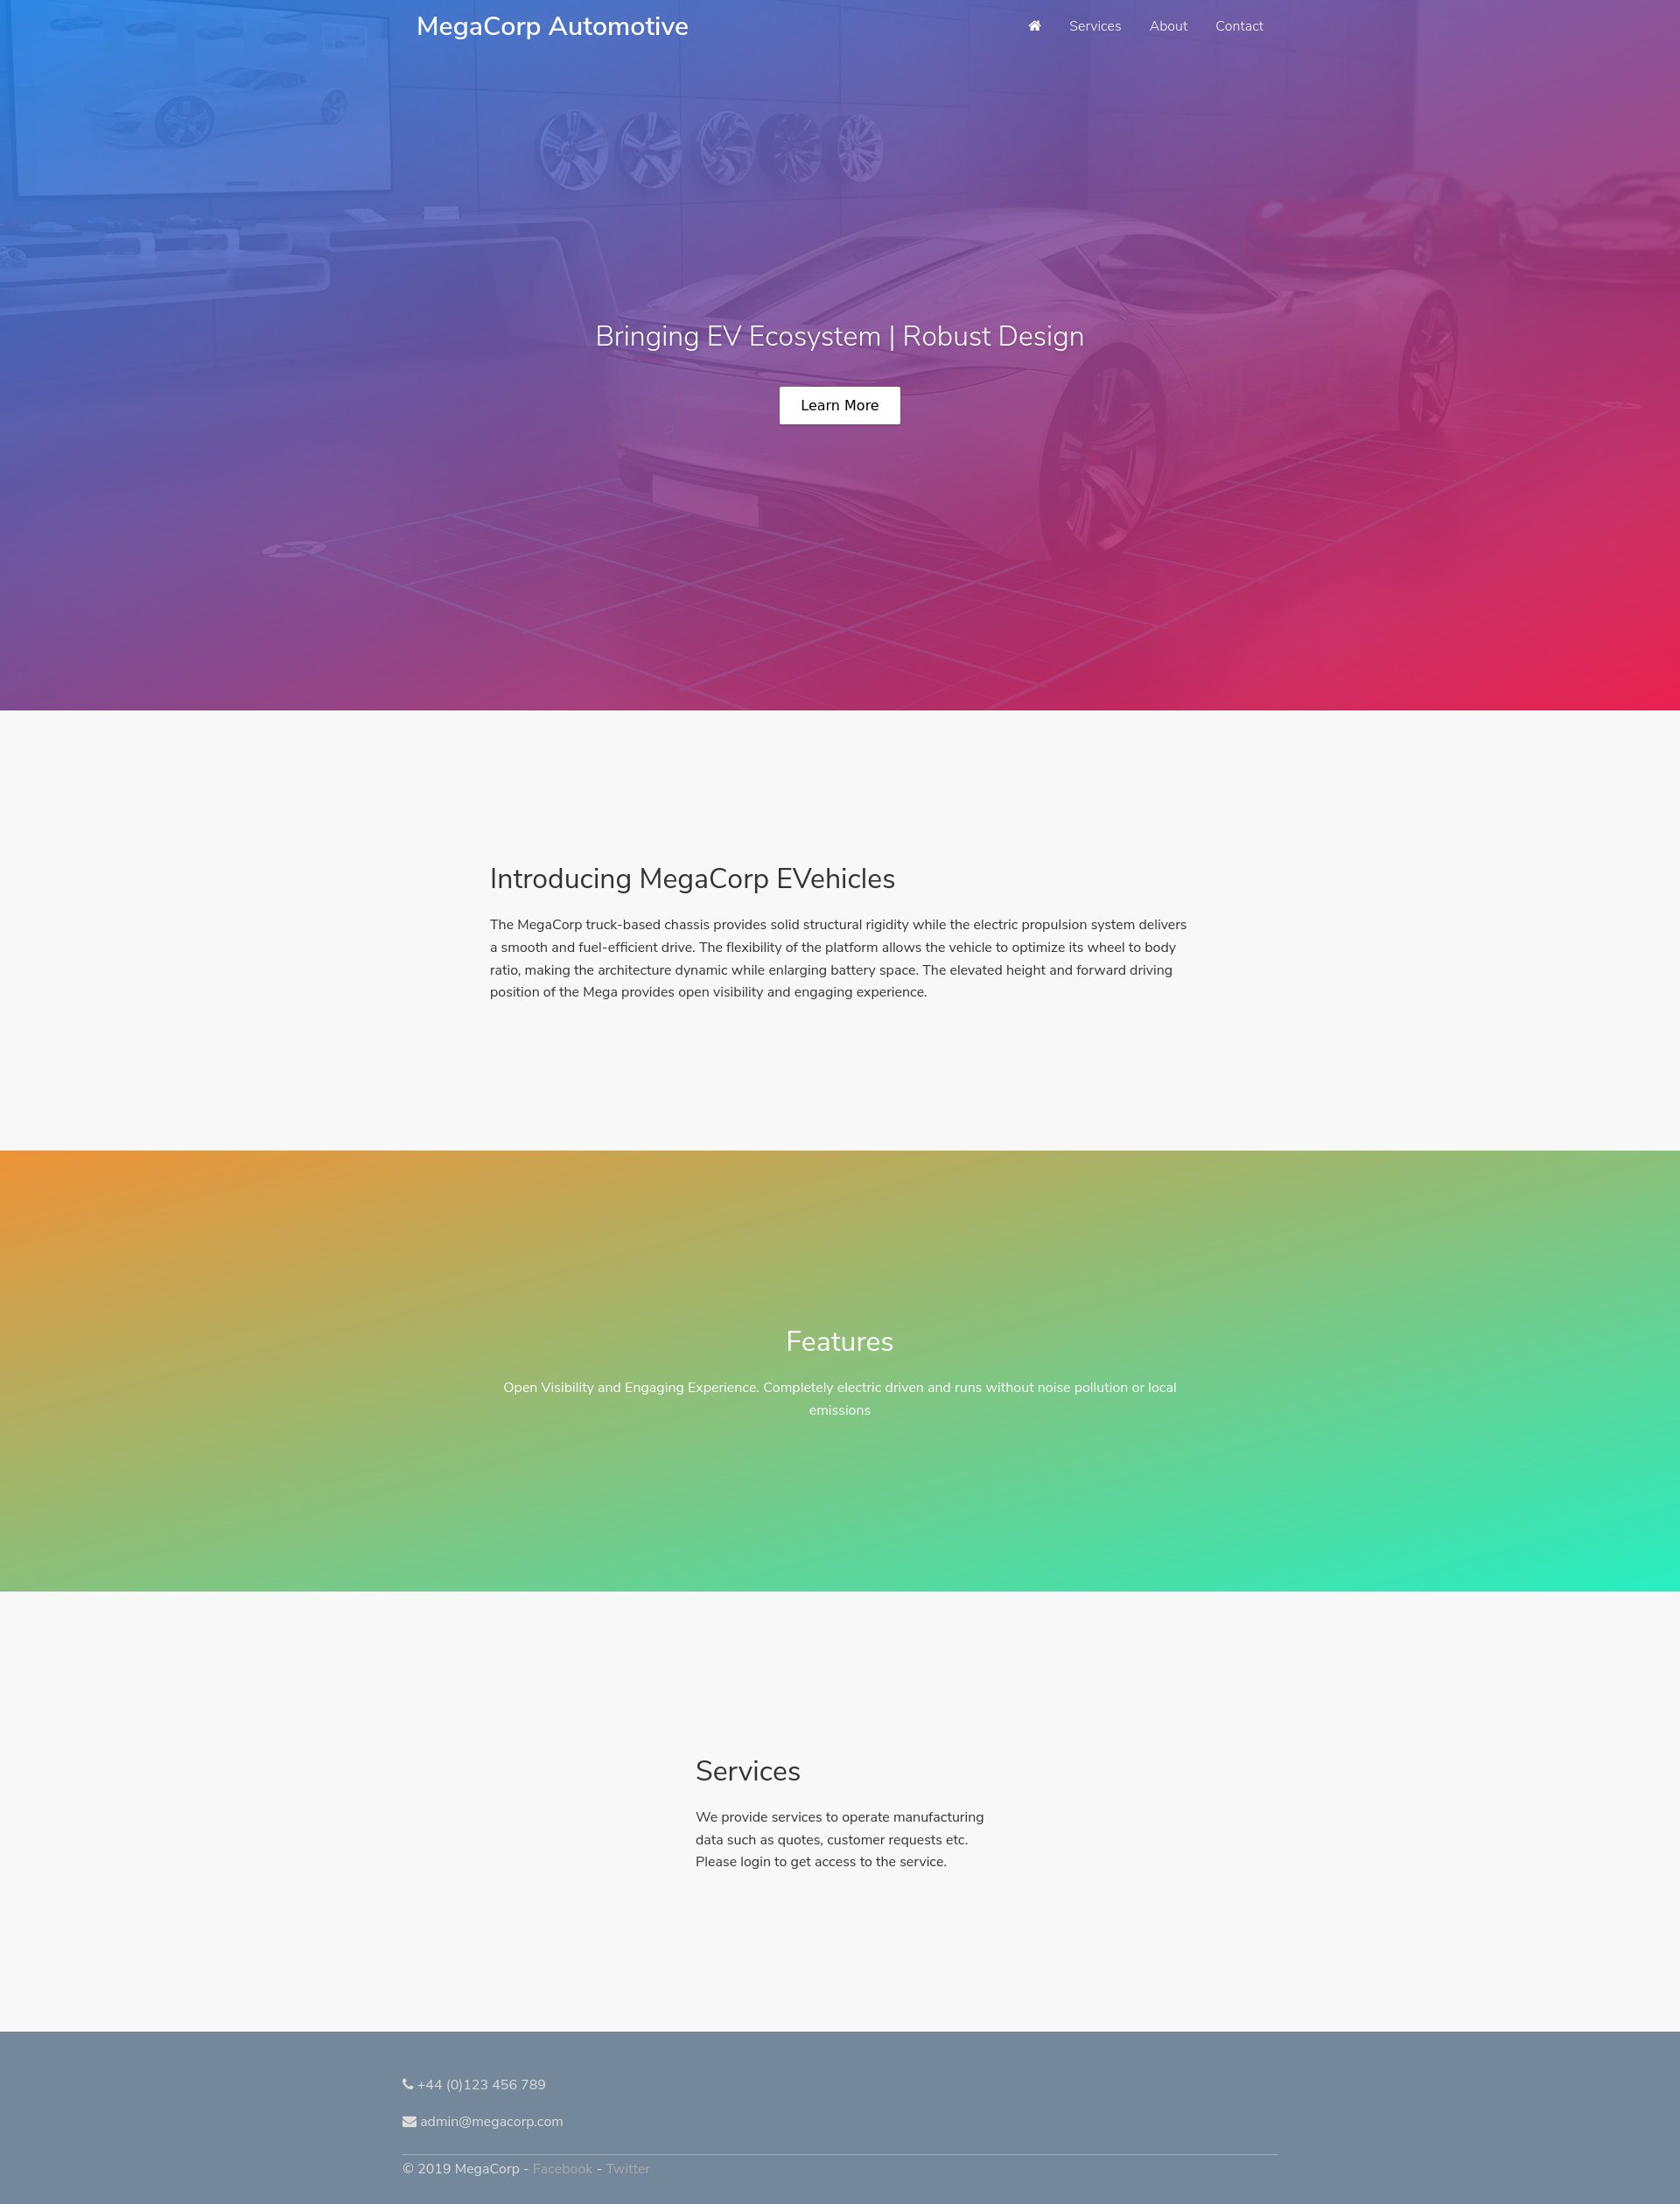 MegaCorp Automotive
Services
About
Contact
Bringing EV Ecosystem | Robust Design
Learn More
Introducing MegaCorp EVehicles
The MegaCorp truck-based chassis provides solid structural rigidity while the electric propulsion system delivers
a smooth and fuel-efficient drive. The flexibility of the platform allows the vehicle to optimize its wheel to body
ratio, making the architecture dynamic while enlarging battery space. The elevated height and forward driving
position of the Mega provides open visibility and engaging experience.
Features
Open Visibility and Engaging Experience. Completely electric driven and runs without noise pollution or local
emissions
Services
We provide services to operate manufacturing
data such as quotes, customer requests etc.
Please login to get access to the service.
+44 (0)123 456 789
admin@megacorp.com
© 2019 MegaCorp - Facebook - Twitter